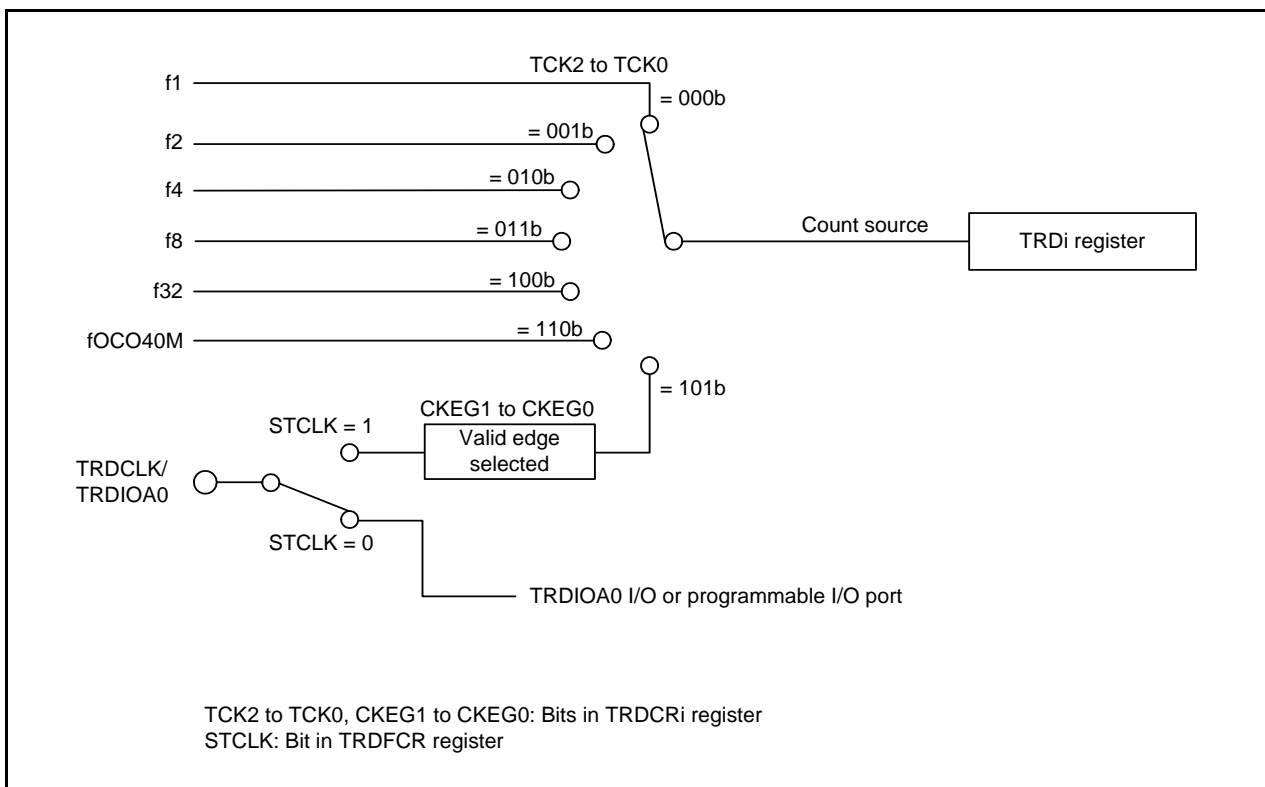 TCK2 to TCK0
f1
= 000b
f2
= 001b
f4
= 010b
f8
= 011b
Count source
TRDi register
f32
= 100b
fOCO40M
= 110b
= 101b
CKEG1 to CKEG0
STCLK = 1
Valid edge
selected
TRDCLK/
TRDIOA0
STCLK = 0
TRDIOA0 I/O or programmable I/O port
TCK2 to TCK0, CKEG1 to CKEG0: Bits in TRDCRi register
STCLK: Bit in TRDFCR register